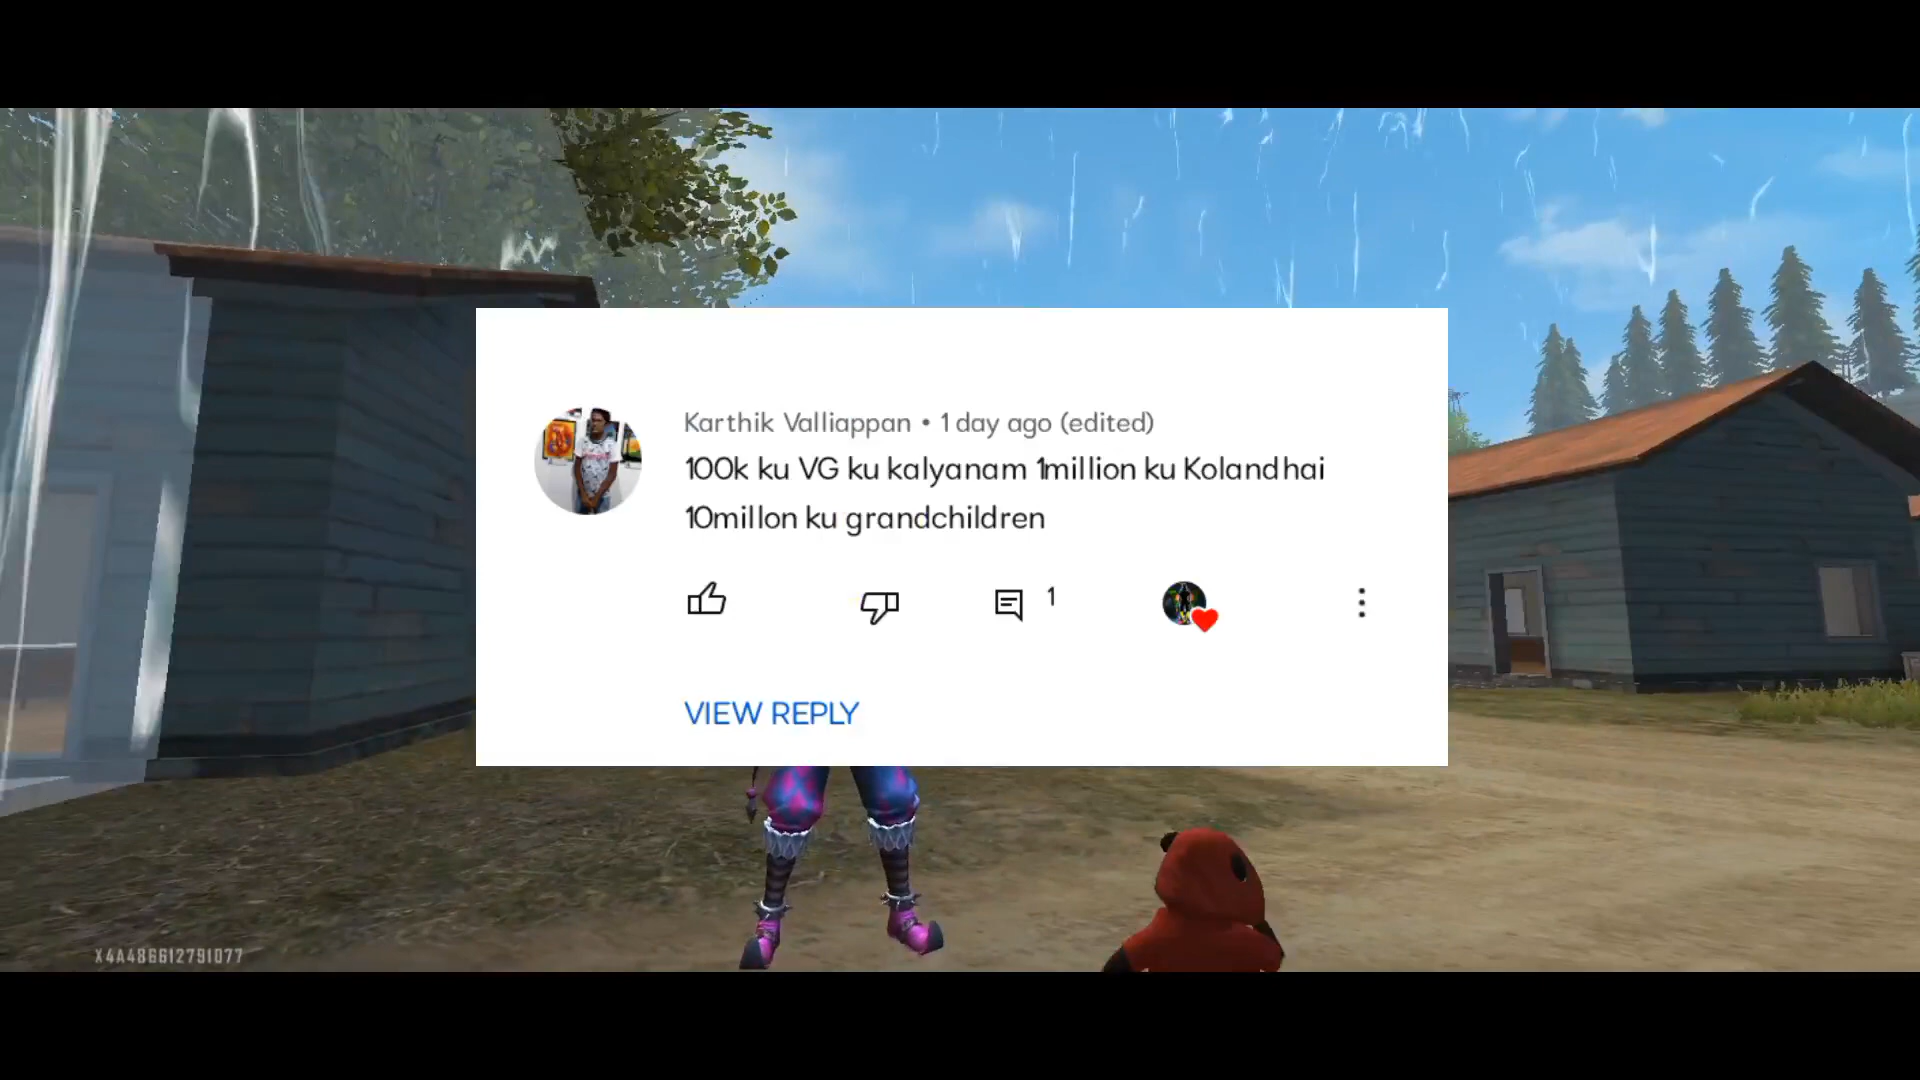 Karthik Valliappan • 1 day ago (edited)
100k ku VG ku kalyanam 1million ku Kolandhai
10millon ku grandchildren
1
VIEW REPLY
X4A486612791077